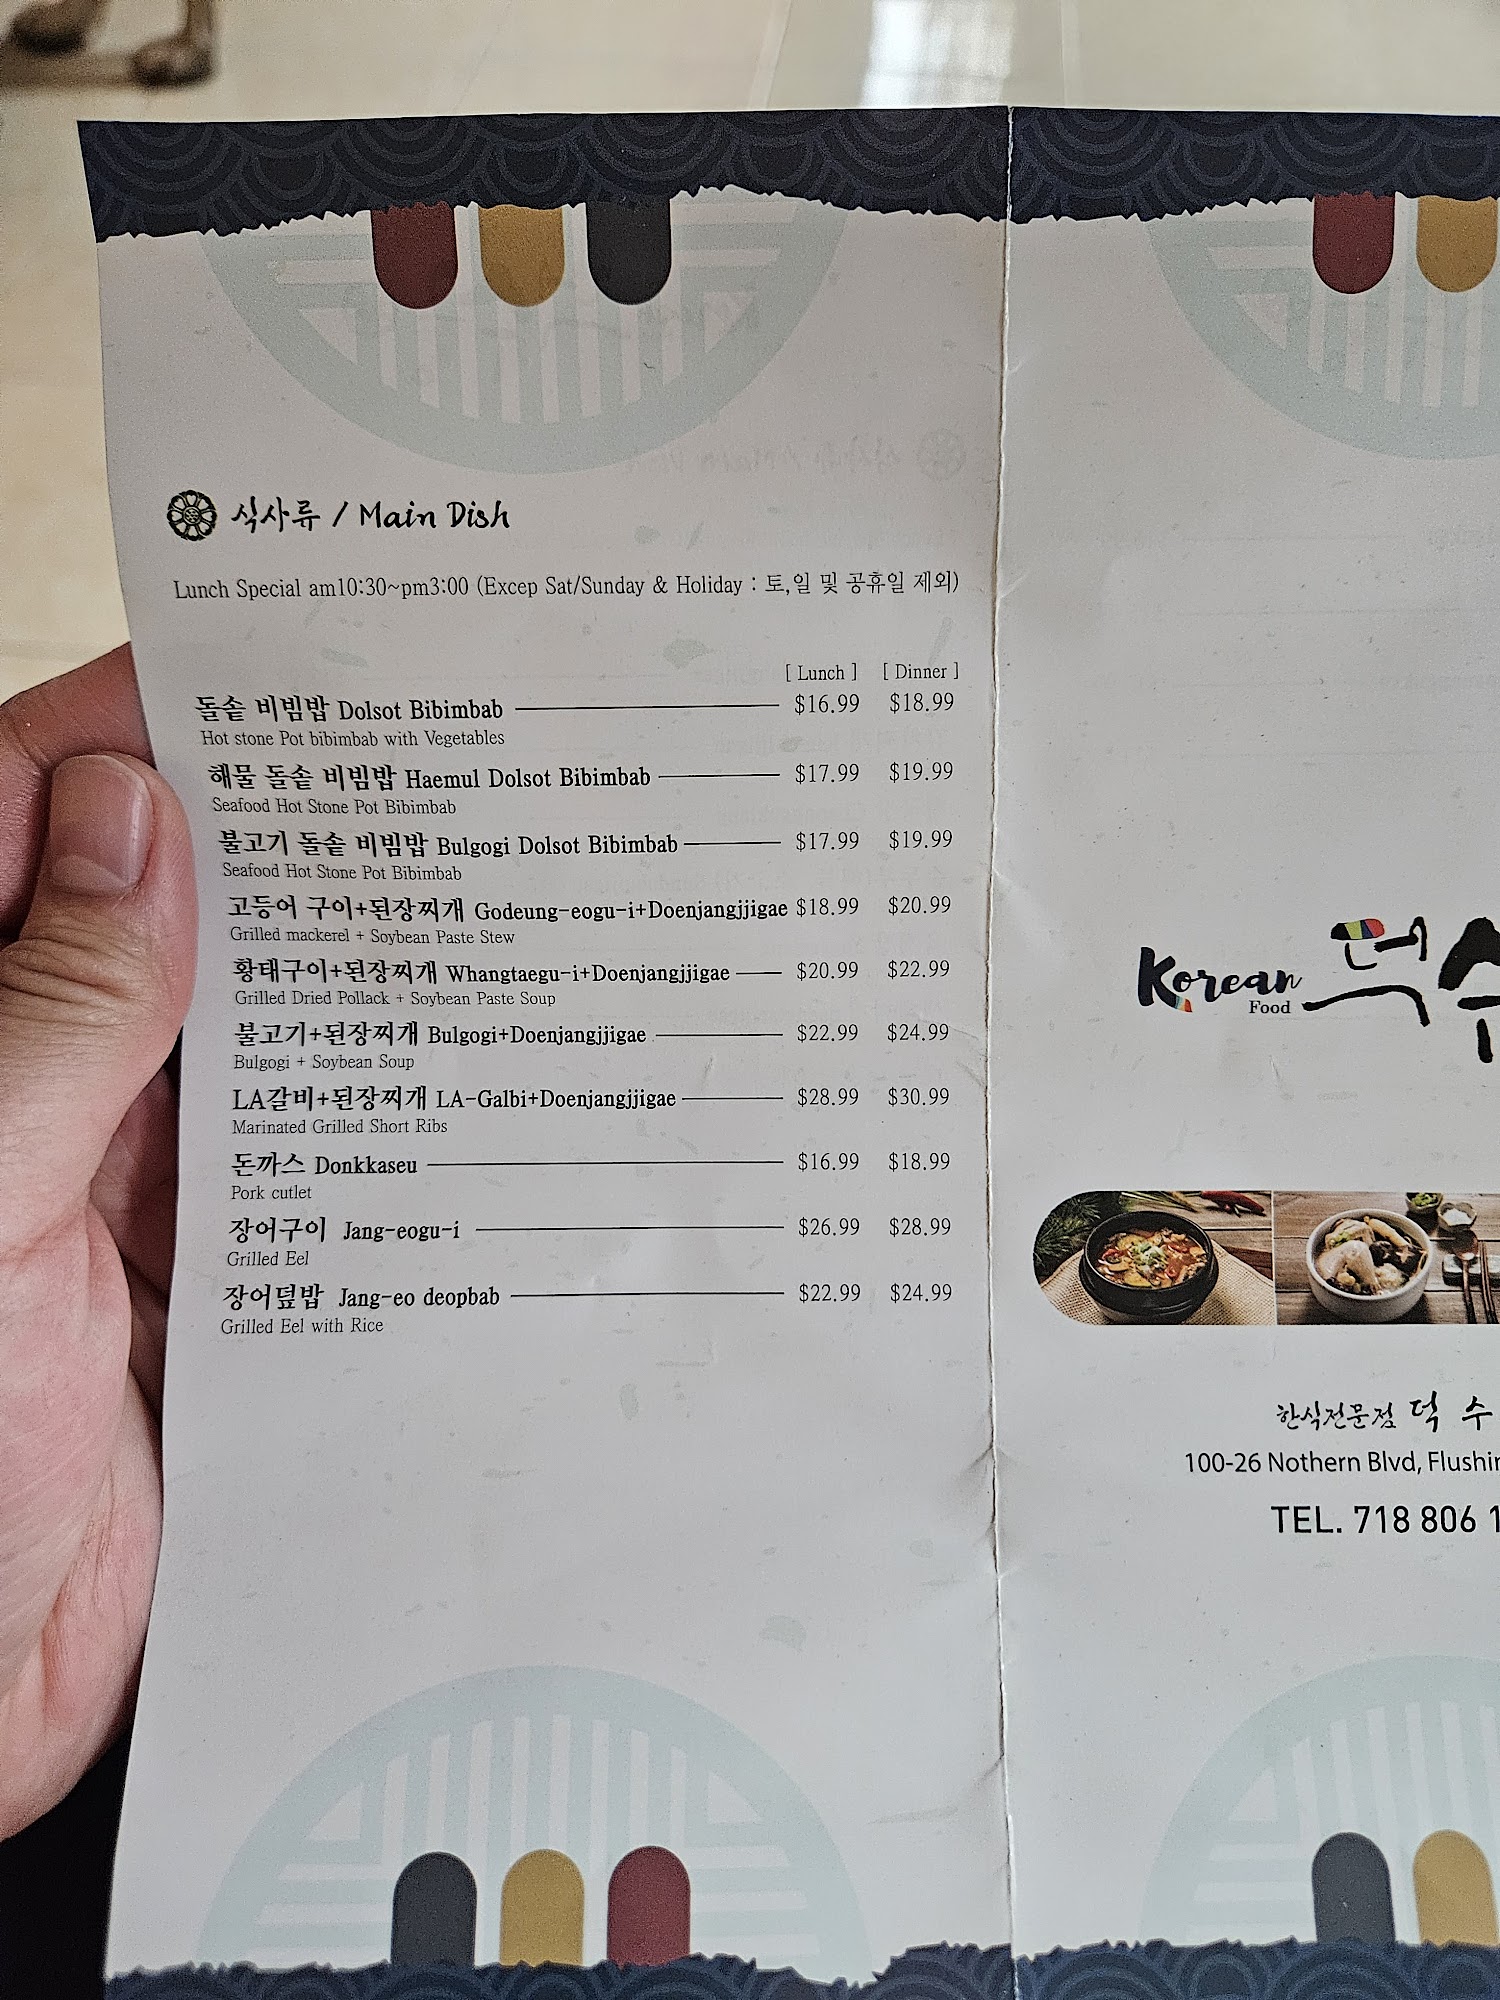 식사류 / Main Dish
Lunch Special am10:30~pm3:00 (Excep Sat/Sunday & Holiday : 토,일 및 공휴일 제외)
[ Lunch ] [ Dinner ]
돌솥 비빔밥 Dolsot Bibimbab $16.99 $18.99
Hot stone Pot bibimbab with Vegetables
해물 돌솥 비빔밥 Haemul Dolsot Bibimbab $17.99 $19.99
Seafood Hot Stone Pot Bibimbab
불고기 돌솥 비빔밥 Bulgogi Dolsot Bibimbab $17.99 $19.99
Seafood Hot Stone Pot Bibimbab
고등어 구이+된장찌개 Godeung-eogu-i+Doenjangjjigae $18.99 $20.99
Grilled mackerel + Soybean Paste Stew
황태구이+된장찌개 Whangtaegu-i+Doenjangjjigae $20.99 $22.99
Grilled Dried Pollack + Soybean Paste Soup
불고기+된장찌개 Bulgogi+Doenjangjjigae $22.99 $24.99
Bulgogi + Soybean Soup
LA갈비+된장찌개 LA-Galbi+Doenjangjjigae $28.99 $30.99
Marinated Grilled Short Ribs
돈까스 Donkkaseu $16.99 $18.99
Pork cutlet
장어구이 Jang-eogu-i $26.99 $28.99
Grilled Eel
장어덮밥 Jang-eo deopbab $22.99 $24.99
Grilled Eel with Rice
Korean Food 덕수
한식전문점 덕 수
100-26 Nothern Blvd, Flushin
TEL. 718 806 1